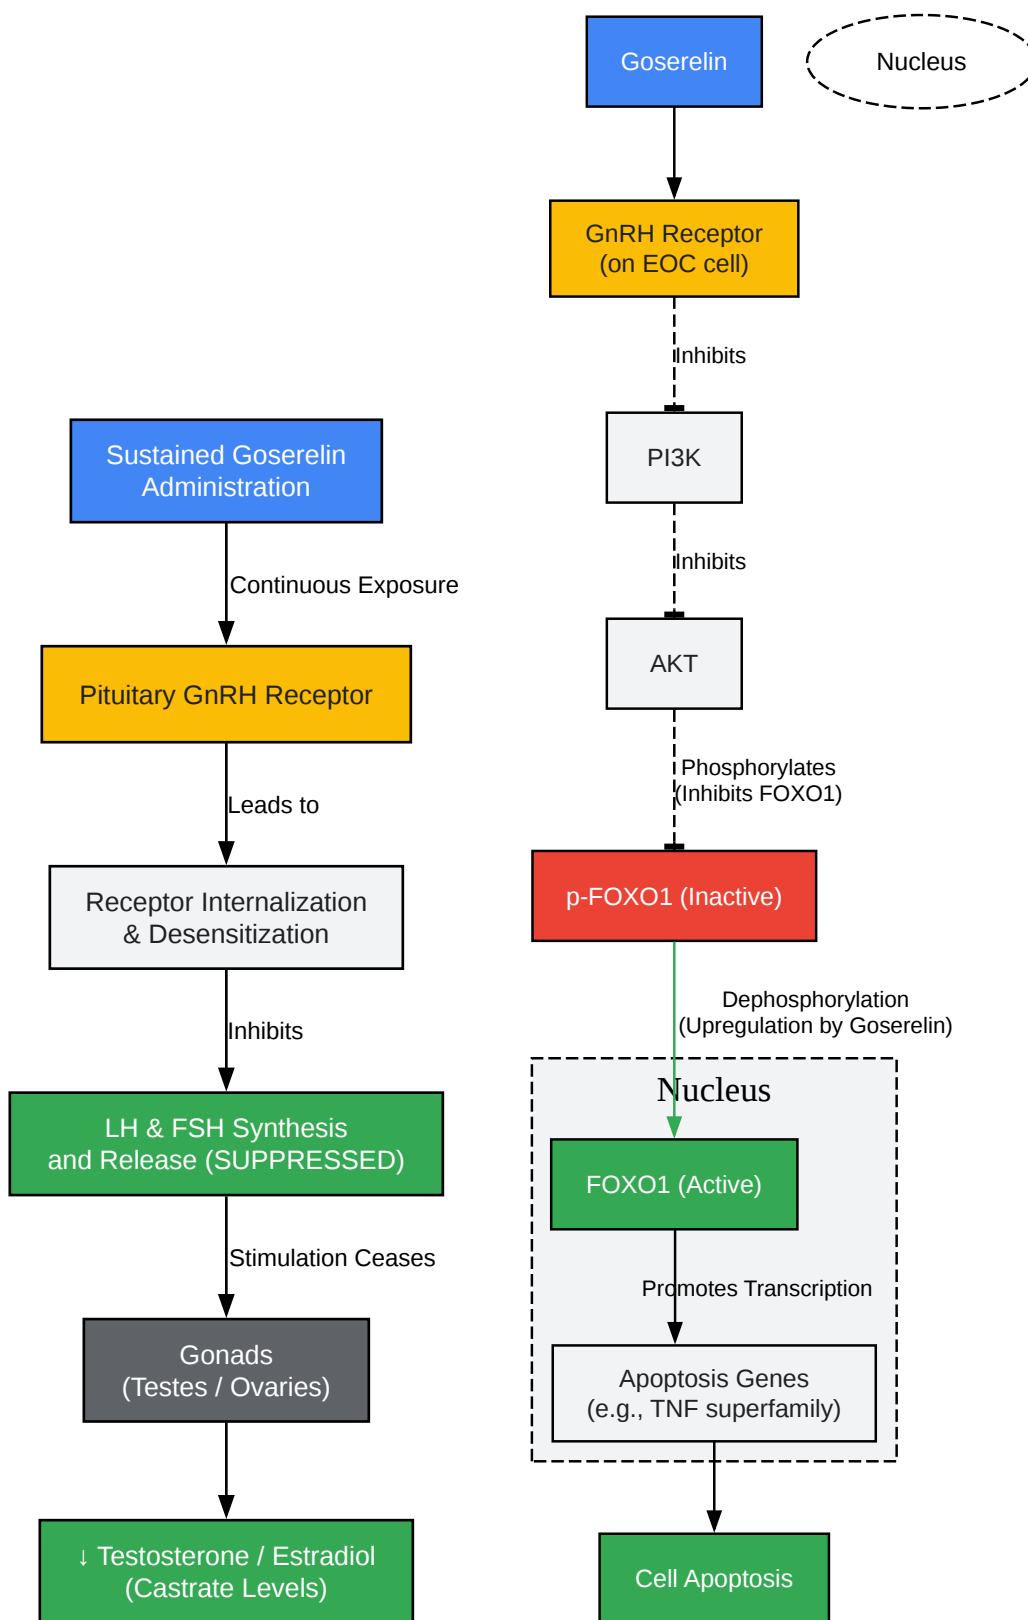 Goserelin
Nucleus
GnRH Receptor
(on EOC cell)
Inhibits
PI3K
Inhibits
AKT
Phosphorylates
(Inhibits FOXO1)
p-FOXO1 (Inactive)
Dephosphorylation
(Upregulation by Goserelin)
Nucleus
FOXO1 (Active)
Promotes Transcription
Apoptosis Genes
(e.g., TNF superfamily)
Cell Apoptosis
Sustained Goserelin
Administration
Continuous Exposure
Pituitary GnRH Receptor
Leads to
Receptor Internalization
& Desensitization
Inhibits
LH & FSH Synthesis
and Release (SUPPRESSED)
Stimulation Ceases
Gonads
(Testes / Ovaries)
↓ Testosterone / Estradiol
(Castrate Levels)